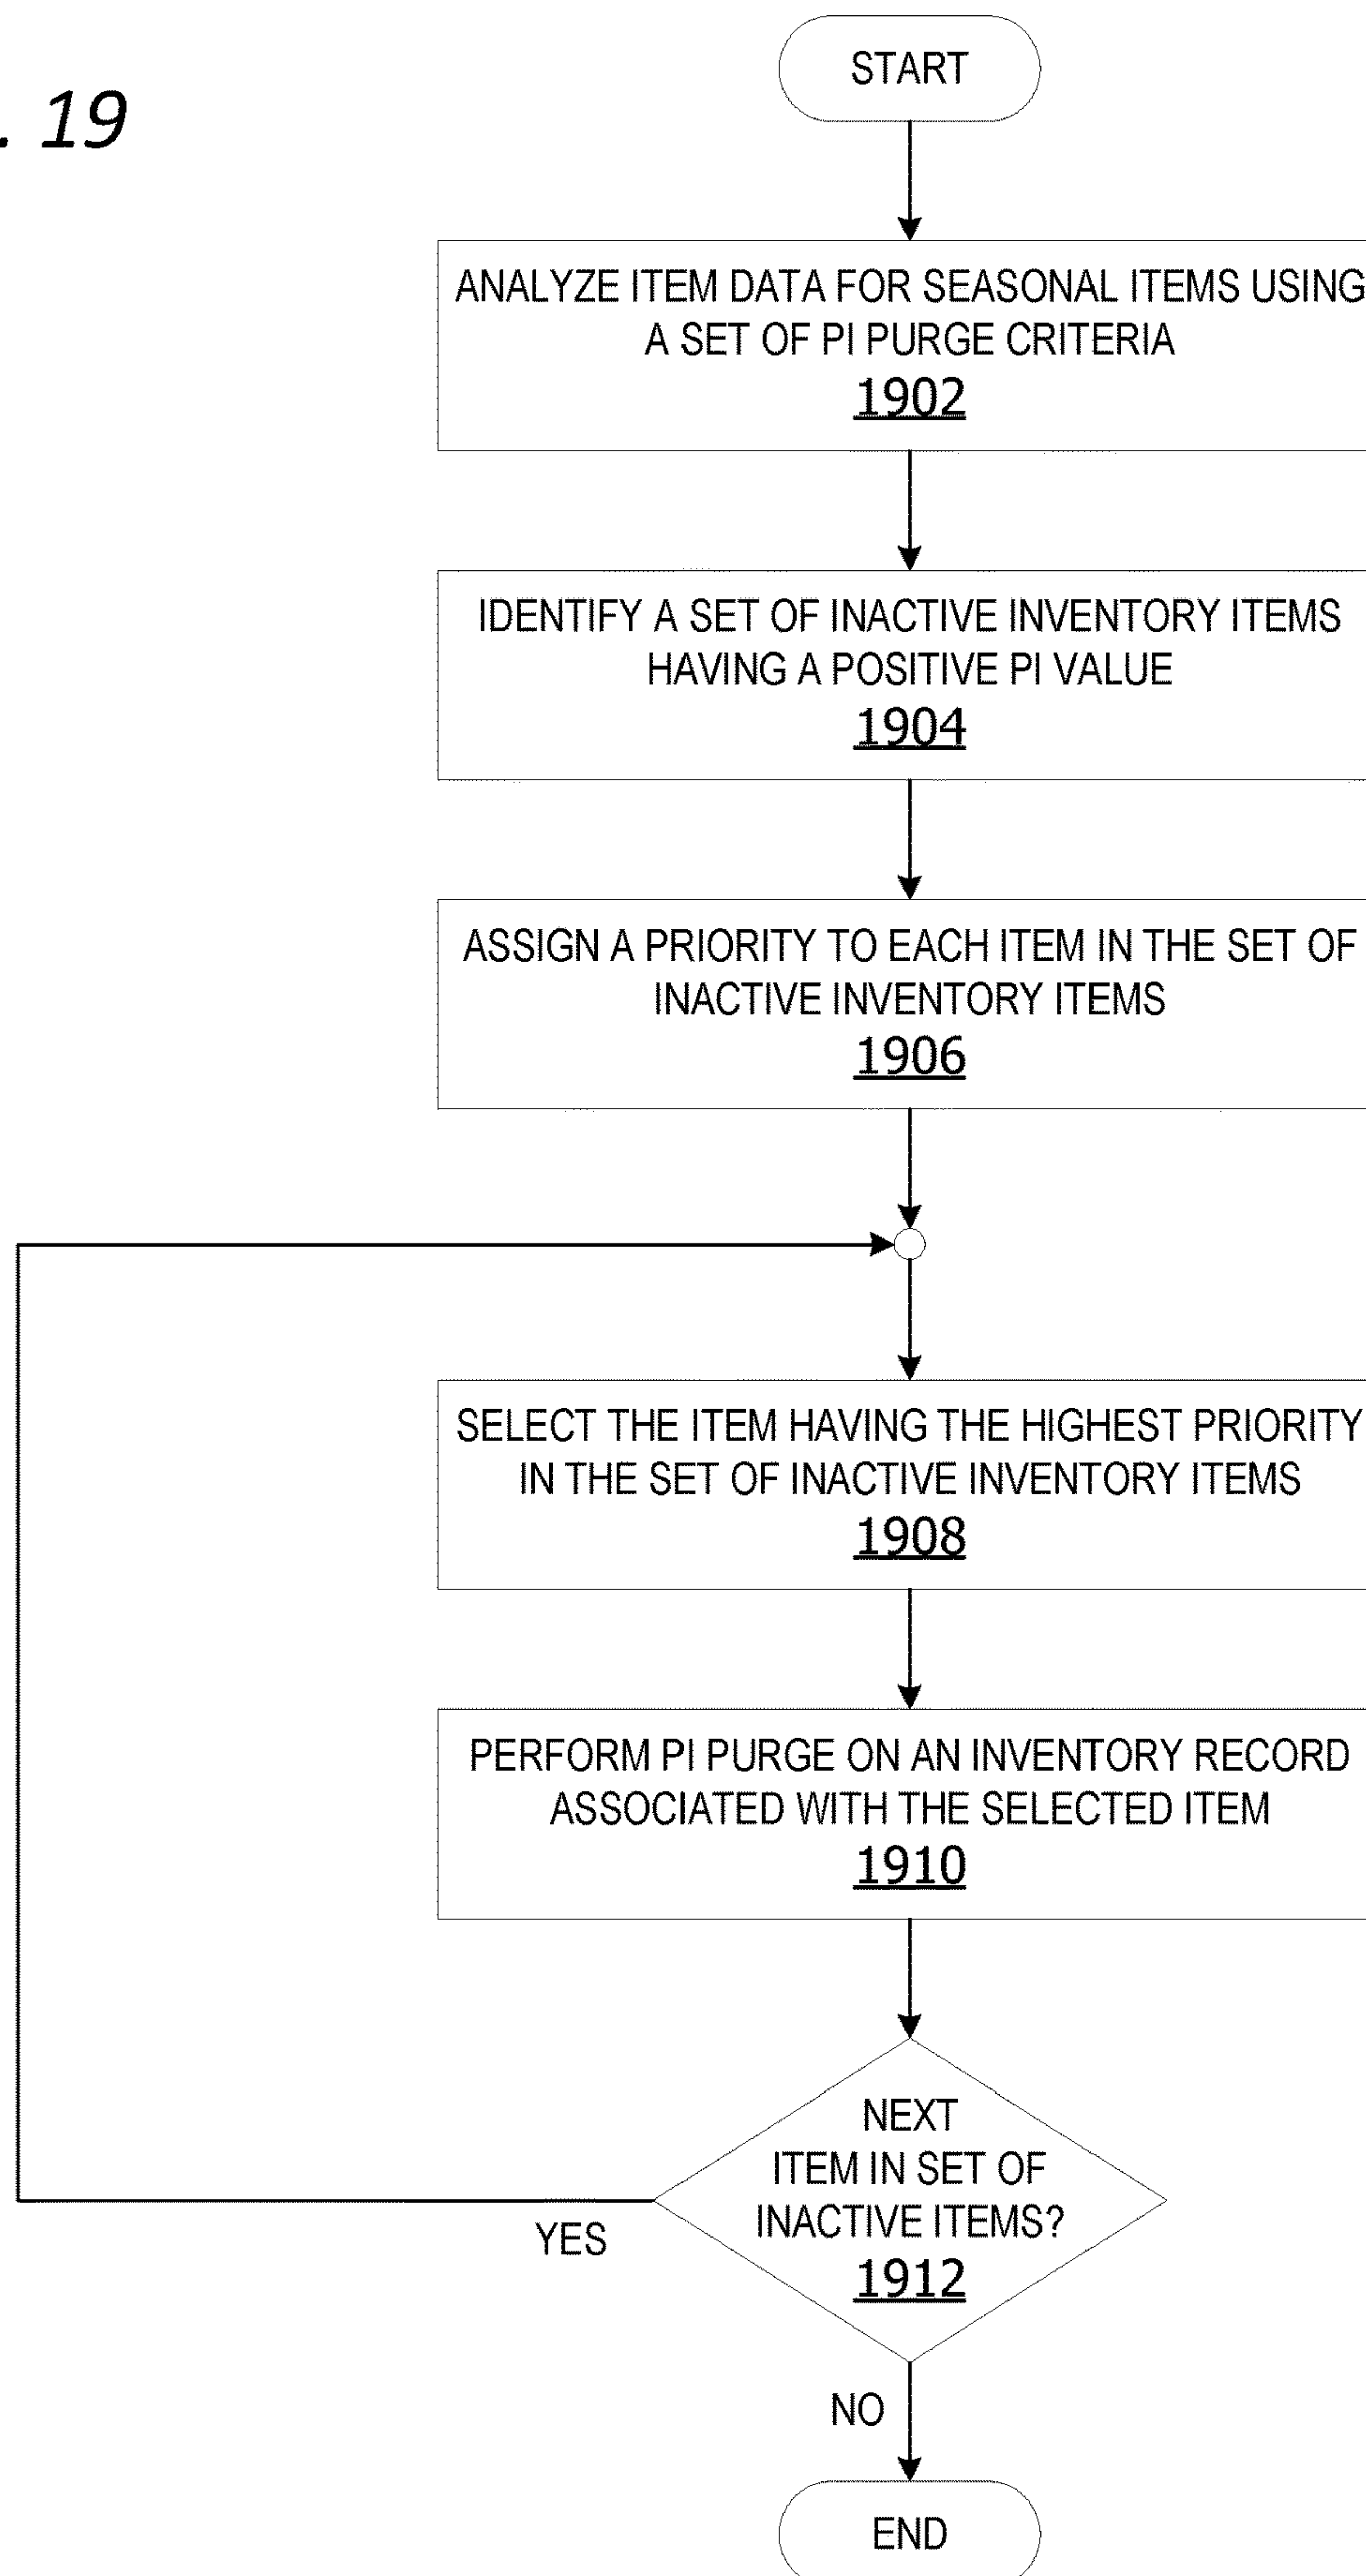 . 19
START
ANALYZE ITEM DATA FOR SEASONAL ITEMS USING
A SET OF PI PURGE CRITERIA
1902
IDENTIFY A SET OF INACTIVE INVENTORY ITEMS
HAVING A POSITIVE PI VALUE
1904
ASSIGN A PRIORITY TO EACH ITEM IN THE SET OF
INACTIVE INVENTORY ITEMS
1906
SELECT THE ITEM HAVING THE HIGHEST PRIORITY
IN THE SET OF INACTIVE INVENTORY ITEMS
1908
PERFORM PI PURGE ON AN INVENTORY RECORD
ASSOCIATED WITH THE SELECTED ITEM
1910
NEXT
ITEM IN SET OF
INACTIVE ITEMS?
1912
YES
NO
END